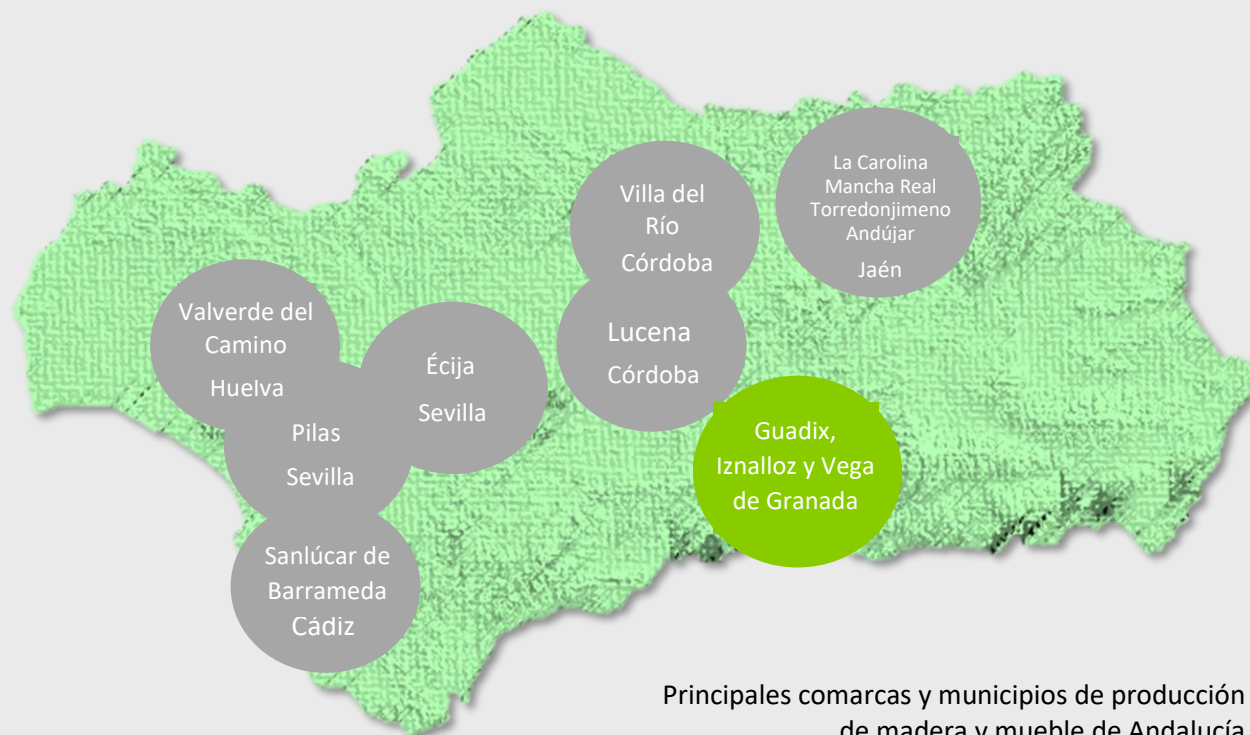 La Carolina
Mancha Real
Torredonjimeno
Andújar
Jaén
Villa del
Río
Córdoba
Valverde del
Camino
Huelva
Écija
Sevilla
Lucena
Córdoba
Pilas
Sevilla
Guadix,
Iznalloz y Vega
de Granada
Sanlúcar de
Barrameda
Cádiz
Principales comarcas y municipios de producción
de madera y mueble de Andalucía